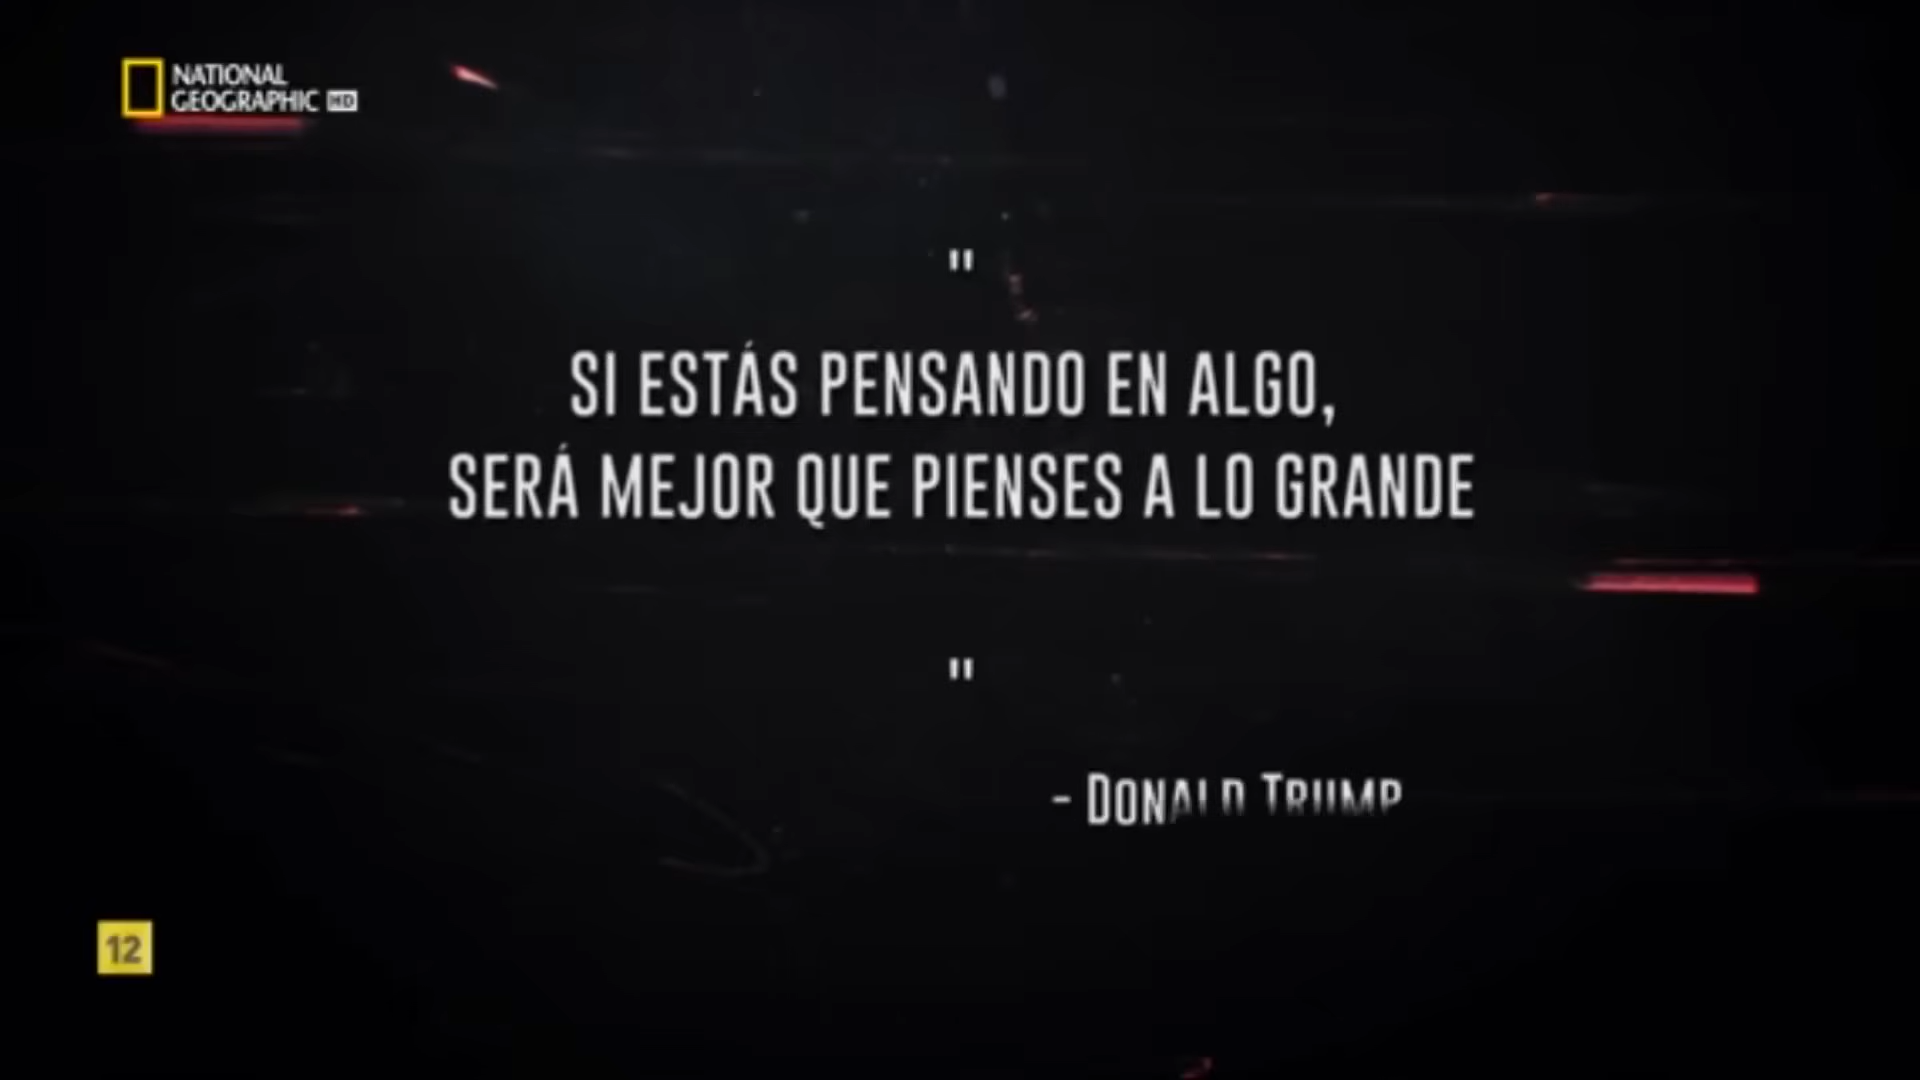 NATIONAL
GEOGRAPHIC HD
"
SI ESTÁS PENSANDO EN ALGO,
SERÁ MEJOR QUE PIENSES A LO GRANDE
"
- DONALD TRUMP
12